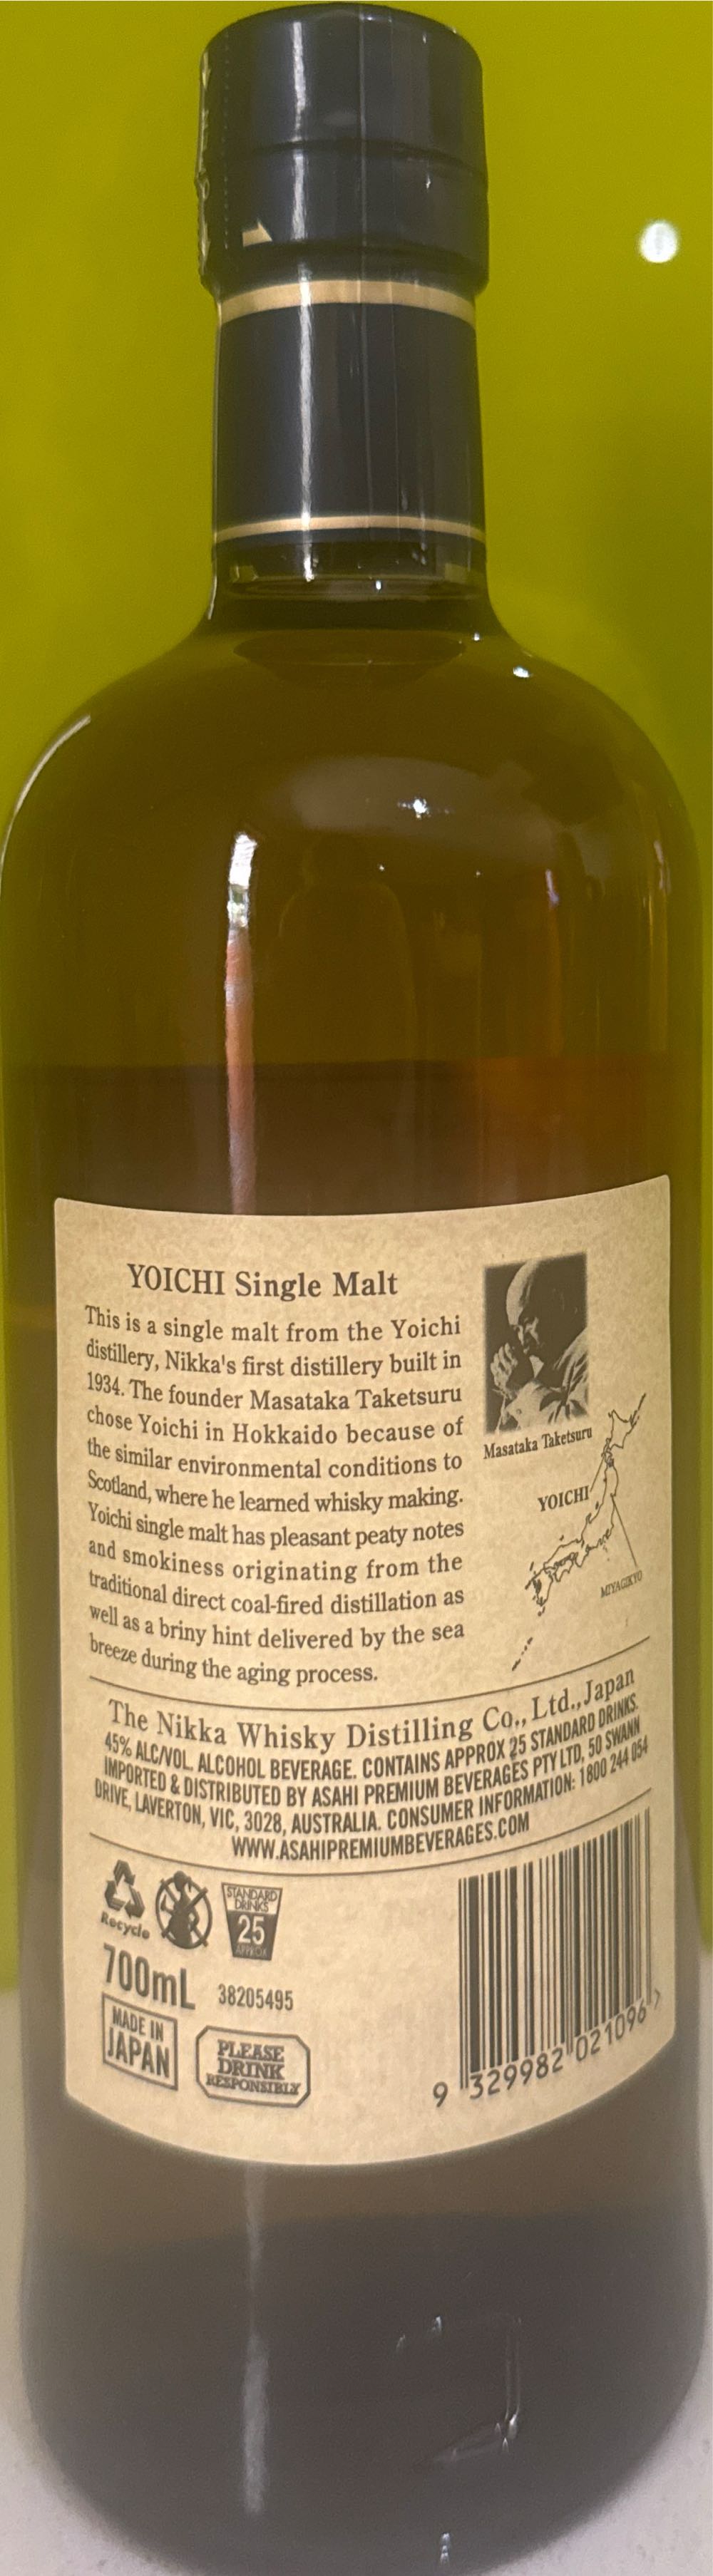 YOICHI Single Malt
This is a single malt from the Yoichi
distillery, Nikka's first distillery built in
1934. The founder Masataka Taketsuru
chose Yoichi in Hokkaido because of
the similar environmental conditions to
Scotland, where he learned whisky making.
Yoichi single malt has pleasant peaty notes
and smokiness originating from the
traditional direct coal-fired distillation as
well as a briny hint delivered by the sea
breeze during the aging process.
Masataka Taketsuru
YOICHI
MIYAGIKYO
The Nikka Whisky Distilling Co., Ltd., Japan
45% ALC/VOL. ALCOHOL BEVERAGE. CONTAINS APPROX 25 STANDARD DRINKS.
IMPORTED & DISTRIBUTED BY ASAHI PREMIUM BEVERAGES PTY LTD, 50 SWANN
DRIVE, LAVERTON, VIC, 3028, AUSTRALIA. CONSUMER INFORMATION: 1800 244 054
WWW.ASAHIPREMIUMBEVERAGES.COM
Recycle
STANDARD
DRINKS
25
APPROX
700mL
38205495
MADE IN
JAPAN
PLEASE
DRINK
RESPONSIBLY
9 329982 021096 >